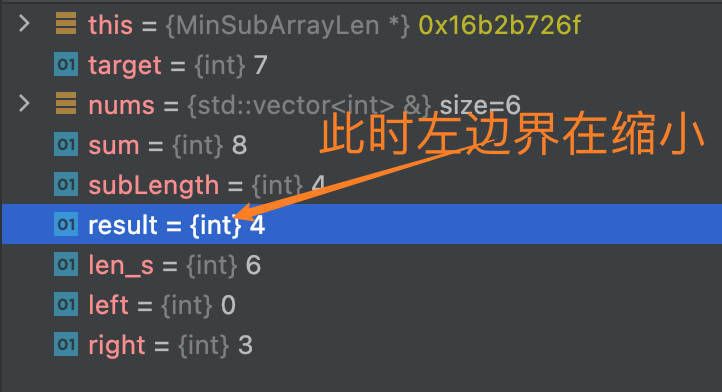 this = {MinSubArrayLen *} 0x16b2b726f
01 target = {int} 7
nums = {std::vector<int> &} size=6
01 sum = {int} 8
此时左边界在缩小
01 subLength = {int} 4
01 result = {int} 4
01 len_s = {int} 6
01 left = {int} 0
01 right = {int} 3